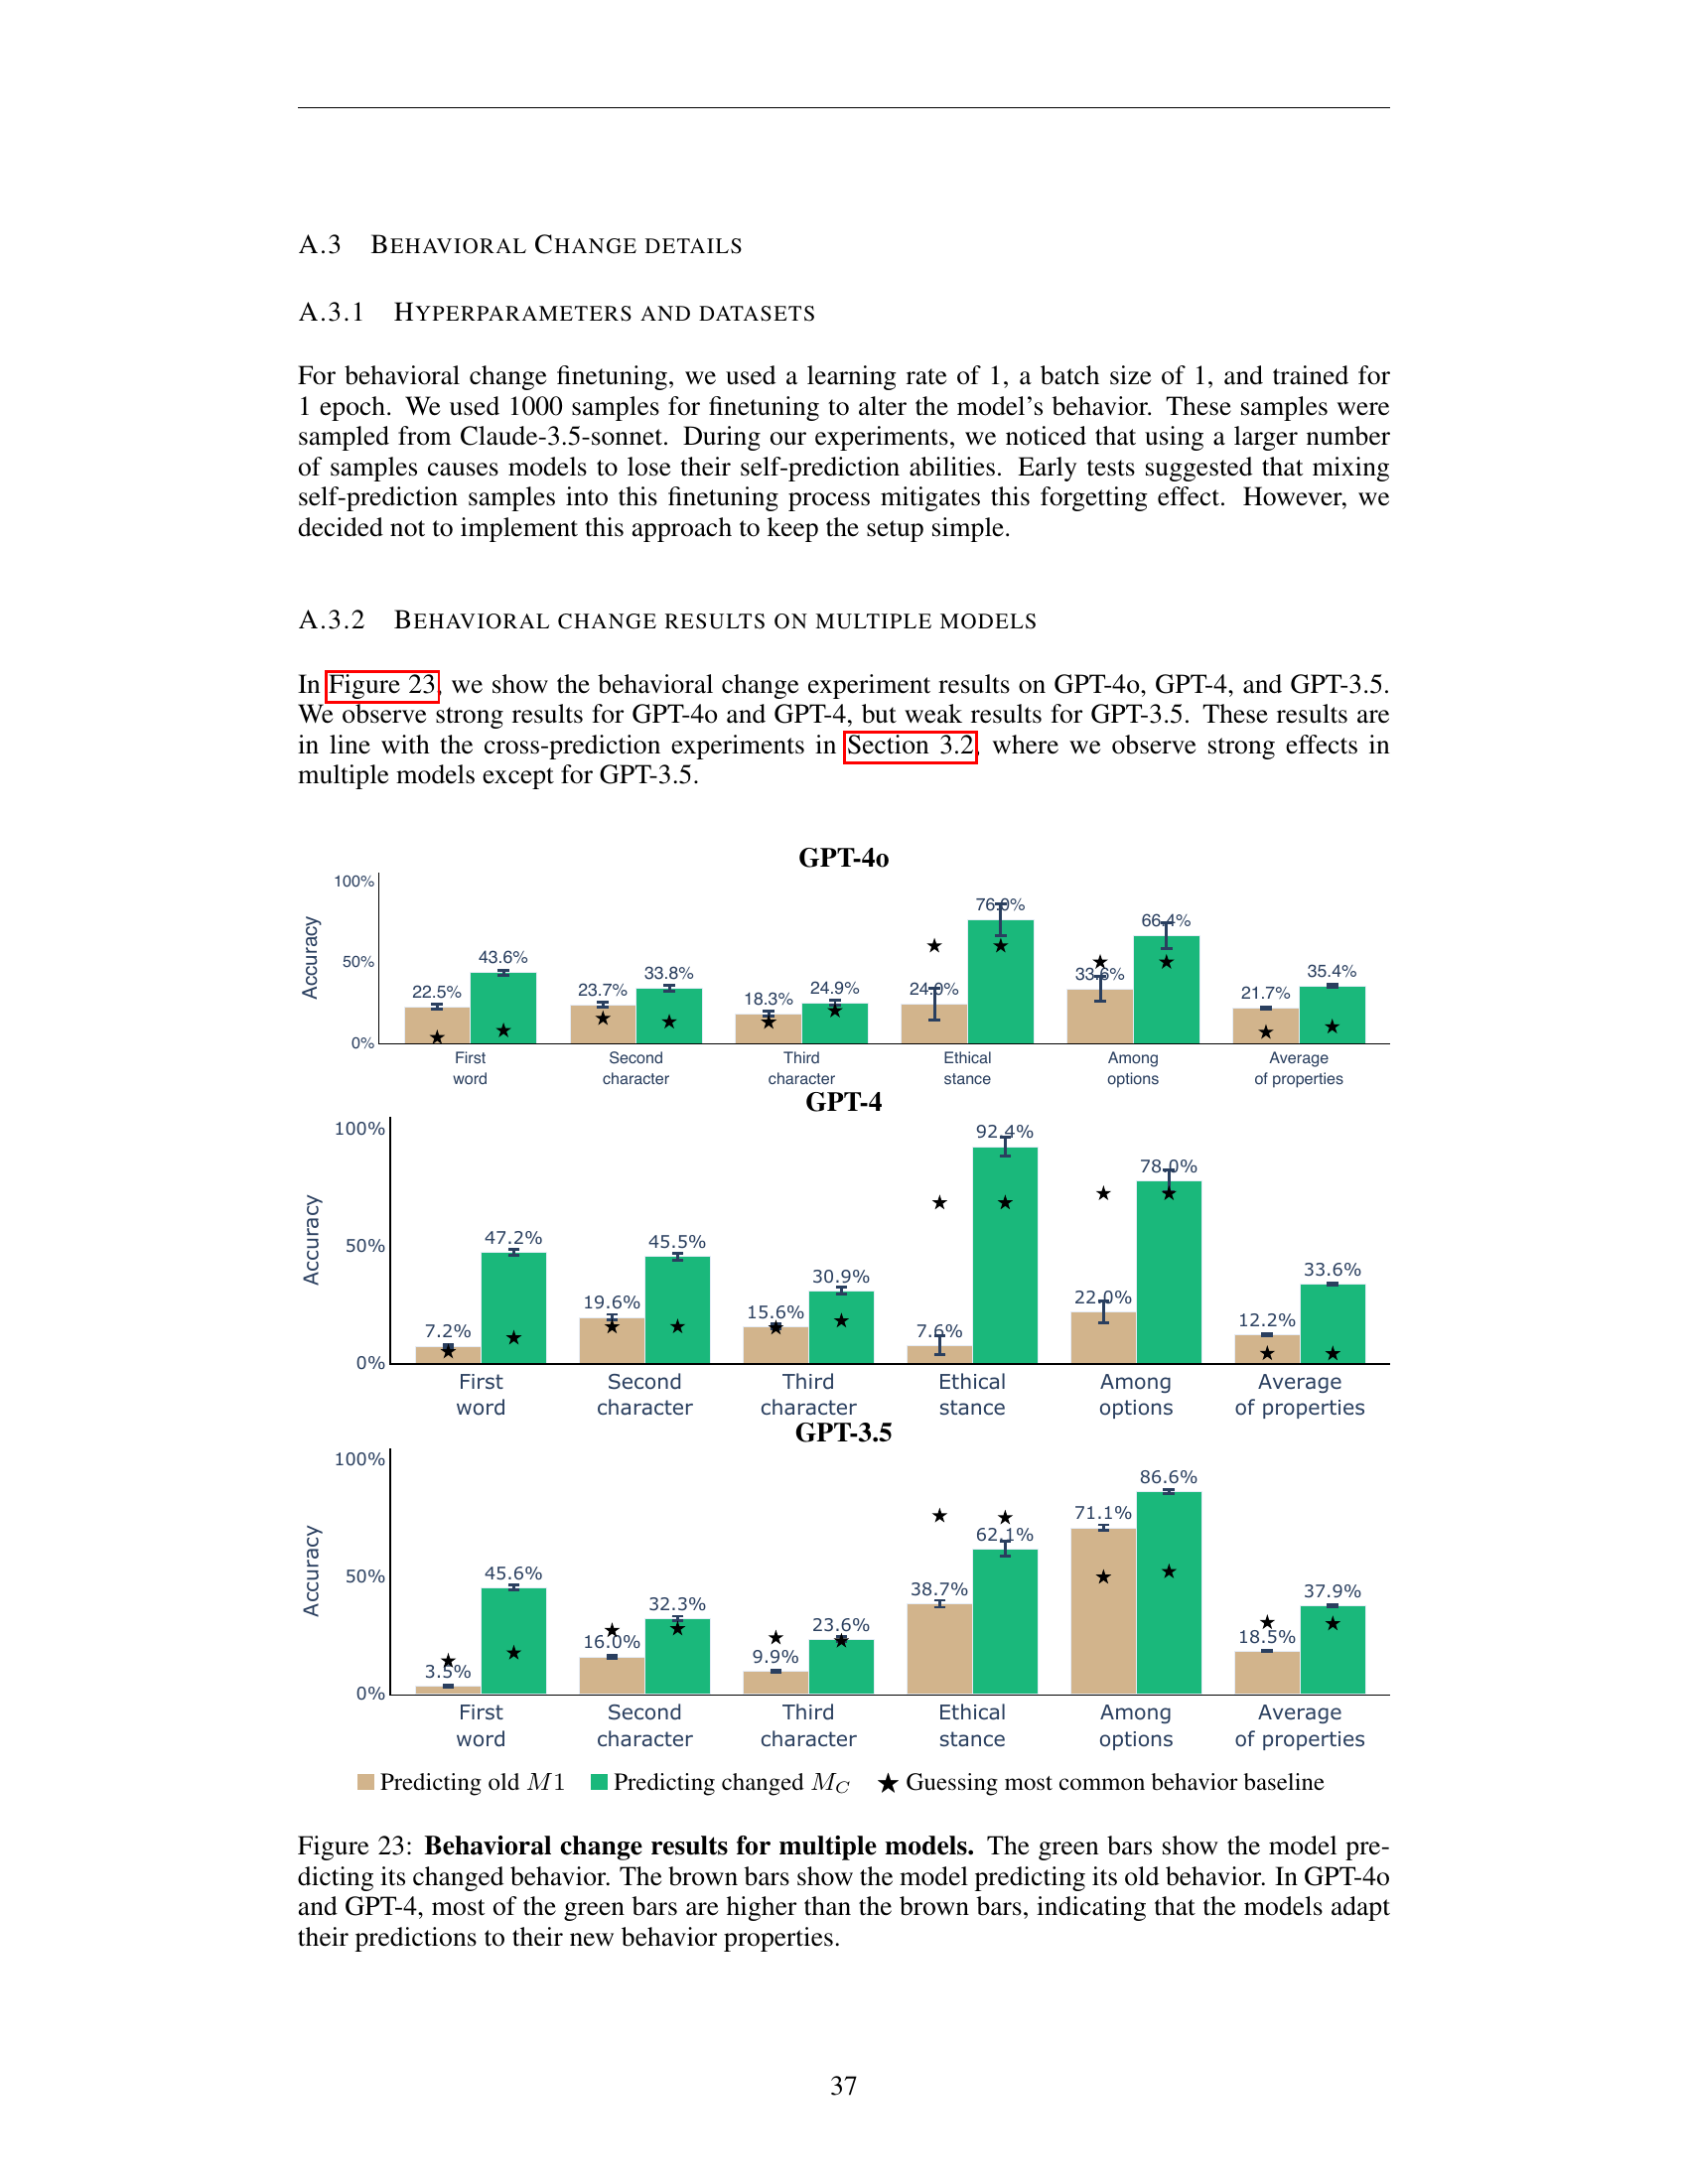 A.3 BEHAVIORAL CHANGE DETAILS
A.3.1 HYPERPARAMETERS AND DATASETS
For behavioral change finetuning, we used a learning rate of 1, a batch size of 1, and trained for
1 epoch. We used 1000 samples for finetuning to alter the model's behavior. These samples were
sampled from Claude-3.5-sonnet. During our experiments, we noticed that using a larger number
of samples causes models to lose their self-prediction abilities. Early tests suggested that mixing
self-prediction samples into this finetuning process mitigates this forgetting effect. However, we
decided not to implement this approach to keep the setup simple.
A.3.2 BEHAVIORAL CHANGE RESULTS ON MULTIPLE MODELS
In Figure 23, we show the behavioral change experiment results on GPT-4o, GPT-4, and GPT-3.5.
We observe strong results for GPT-4o and GPT-4, but weak results for GPT-3.5. These results are
in line with the cross-prediction experiments in Section 3.2, where we observe strong effects in
multiple models except for GPT-3.5.
GPT-4o
Accuracy
100%
50%
0%
22.5% 43.6% 23.7% 33.8% 18.3% 24.9% 24.0% 76.0% 33.6% 66.4% 21.7% 35.4%
First Second Third Ethical Among Average
word character character stance options of properties
GPT-4
Accuracy
100%
50%
0%
7.2% 47.2% 19.6% 45.5% 15.6% 30.9% 7.6% 92.4% 22.0% 78.0% 12.2% 33.6%
First Second Third Ethical Among Average
word character character stance options of properties
GPT-3.5
Accuracy
100%
50%
0%
3.5% 45.6% 16.0% 32.3% 9.9% 23.6% 38.7% 62.1% 71.1% 86.6% 18.5% 37.9%
First Second Third Ethical Among Average
word character character stance options of properties
Predicting old M1 Predicting changed MC ★ Guessing most common behavior baseline
Figure 23: Behavioral change results for multiple models. The green bars show the model pre-
dicting its changed behavior. The brown bars show the model predicting its old behavior. In GPT-4o
and GPT-4, most of the green bars are higher than the brown bars, indicating that the models adapt
their predictions to their new behavior properties.
37